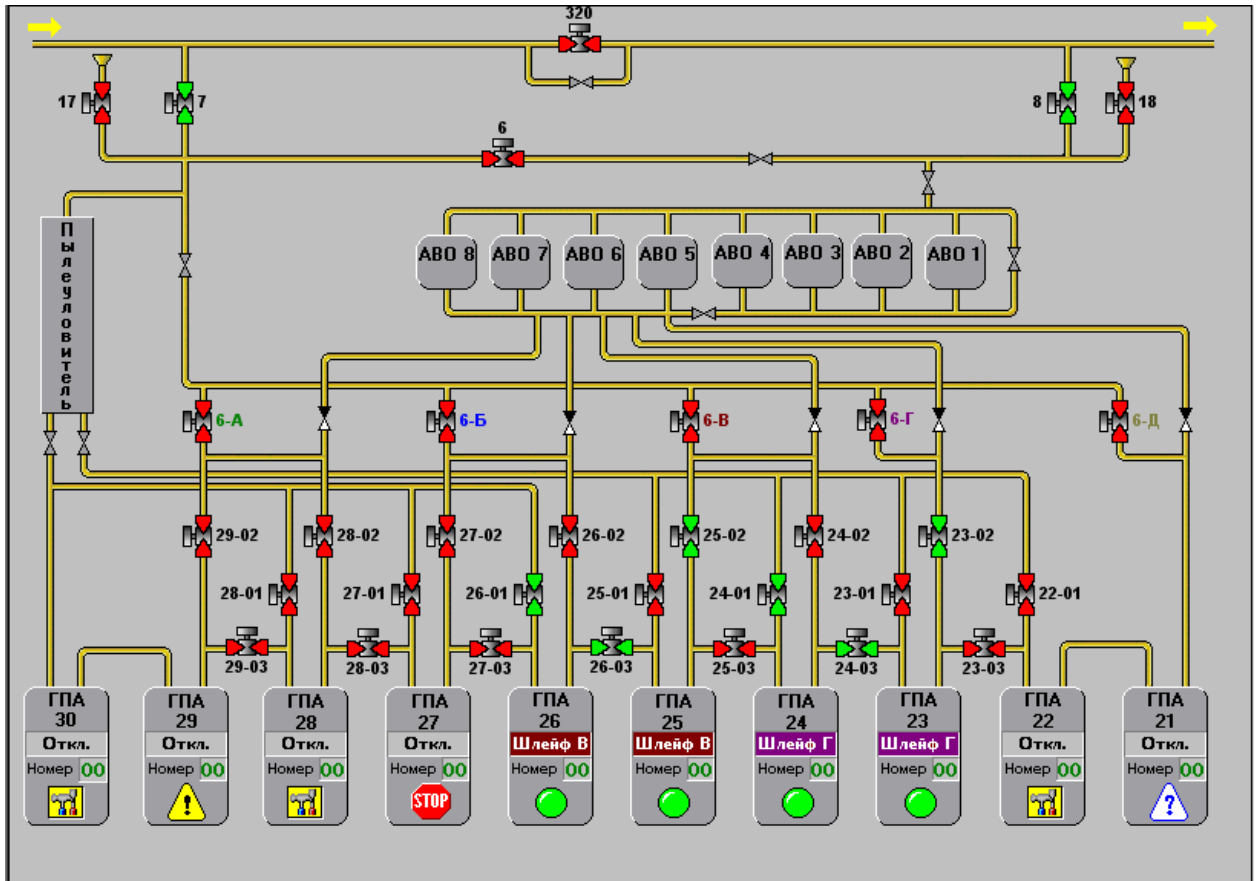 320
17
7
8
18
6
Пылеуловитель
АВО 8
АВО 7
АВО 6
АВО 5
АВО 4
АВО 3
АВО 2
АВО 1
6-А
6-Б
6-В
6-Г
6-Д
29-02
28-02
27-02
26-02
25-02
24-02
23-02
28-01
27-01
26-01
25-01
24-01
23-01
22-01
29-03
28-03
27-03
26-03
25-03
24-03
23-03
ГПА
30
Откл.
Номер 00
ГПА
29
Откл.
Номер 00
!
ГПА
28
Откл.
Номер 00
ГПА
27
Откл.
Номер 00
STOP
ГПА
26
Шлейф В
Номер 00
ГПА
25
Шлейф В
Номер 00
ГПА
24
Шлейф Г
Номер 00
ГПА
23
Шлейф Г
Номер 00
ГПА
22
Откл.
Номер 00
ГПА
21
Откл.
Номер 00
?